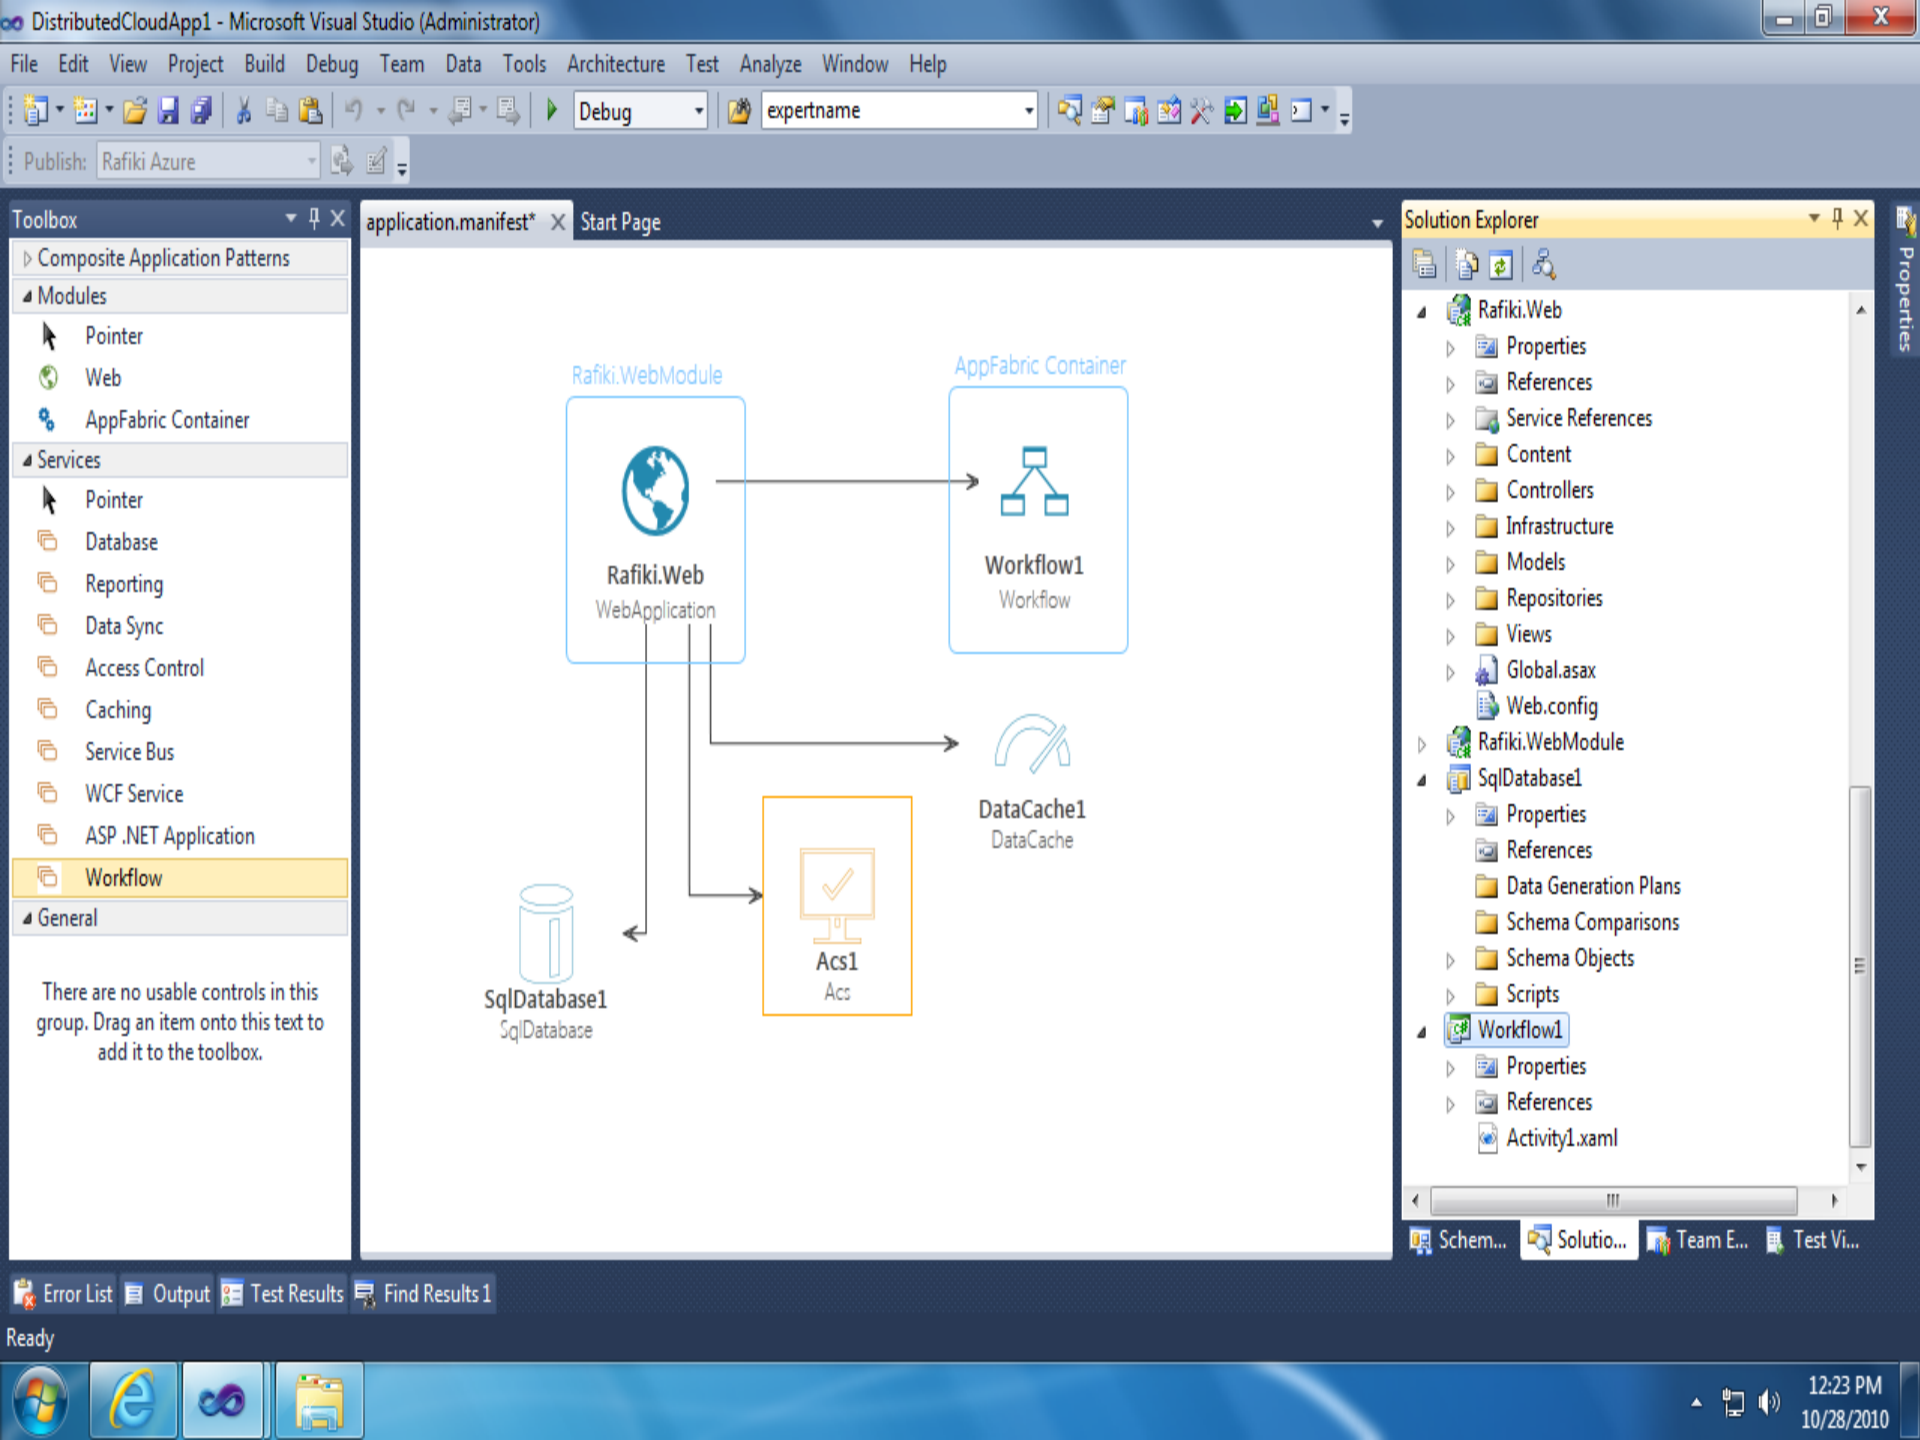 DistributedCloudApp1 - Microsoft Visual Studio (Administrator)
File Edit View Project Build Debug Team Data Tools Architecture Test Analyze Window Help
Debug expertname
Publish: Rafiki Azure
Toolbox
Composite Application Patterns
Modules
Pointer
Web
AppFabric Container
Services
Pointer
Database
Reporting
Data Sync
Access Control
Caching
Service Bus
WCF Service
ASP .NET Application
Workflow
General
There are no usable controls in this
group. Drag an item onto this text to
add it to the toolbox.
application.manifest* Start Page
Rafiki.WebModule
Rafiki.Web
WebApplication
AppFabric Container
Workflow1
Workflow
DataCache1
DataCache
Acs1
Acs
SqlDatabase1
SqlDatabase
Solution Explorer
Rafiki.Web
Properties
References
Service References
Content
Controllers
Infrastructure
Models
Repositories
Views
Global.asax
Web.config
Rafiki.WebModule
SqlDatabase1
Properties
References
Data Generation Plans
Schema Comparisons
Schema Objects
Scripts
Workflow1
Properties
References
Activity1.xaml
Schem... Solutio... Team E... Test Vi...
Properties
Error List Output Test Results Find Results 1
Ready
12:23 PM
10/28/2010